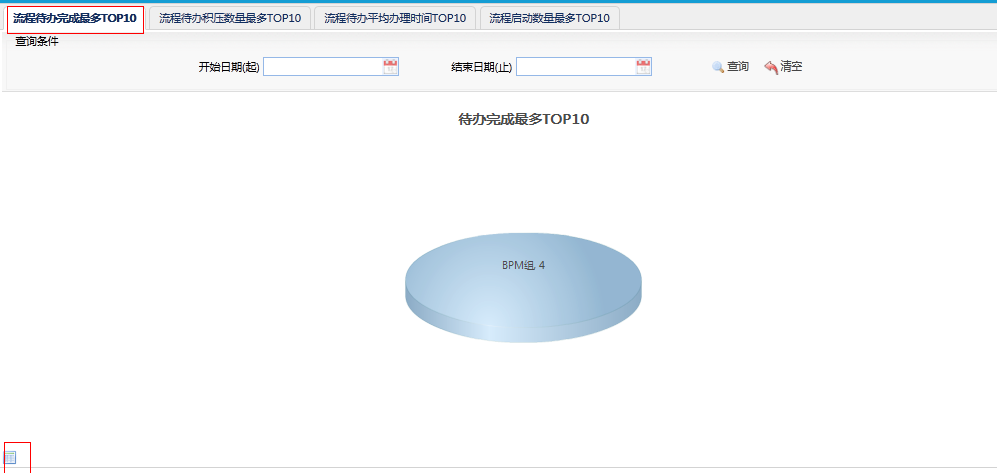 流程待办完成最多TOP10 流程待办积压数量最多TOP10 流程待办平均办理时间TOP10 流程启动数量最多TOP10
查询条件
开始日期(起) 结束日期(止) 查询 清空
待办完成最多TOP10
BPM组, 4